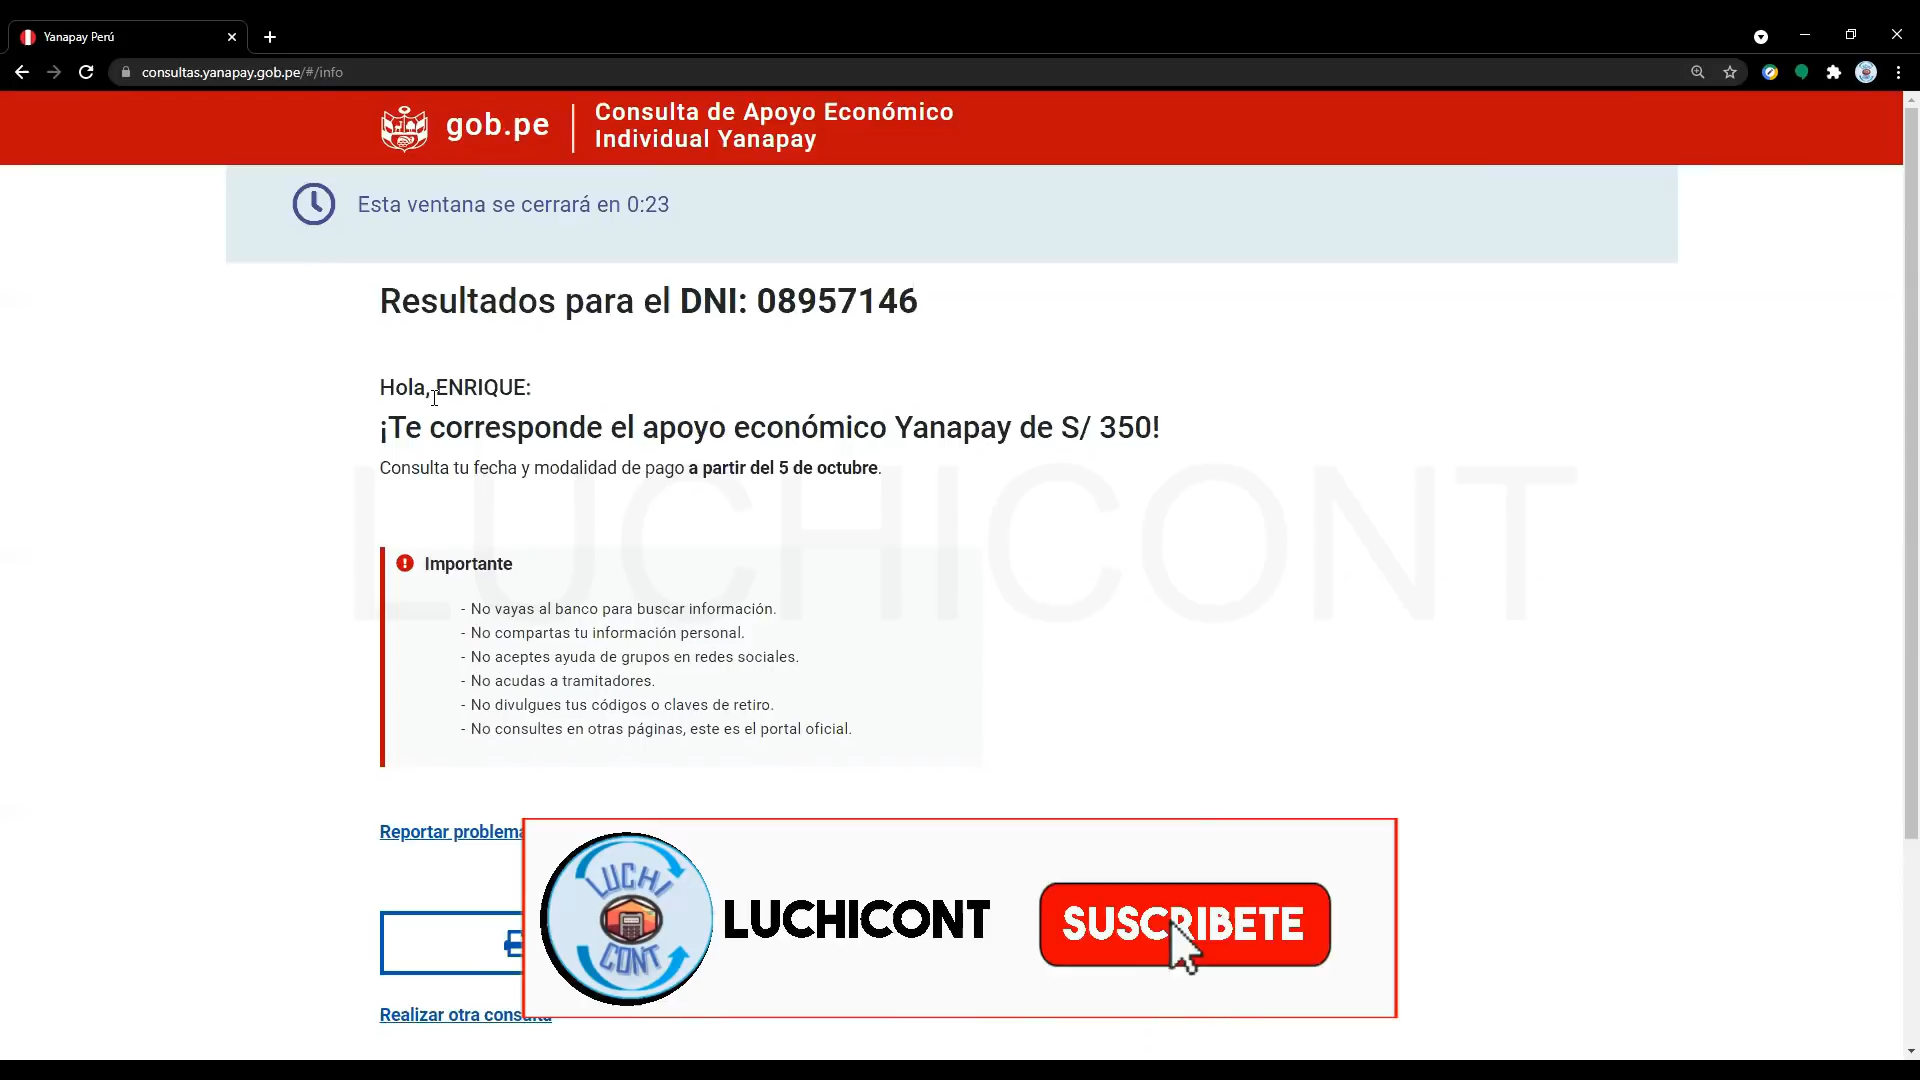 Yanapay Perú
consultas.yanapay.gob.pe/#/info
gob.pe
Consulta de Apoyo Económico
Individual Yanapay
Esta ventana se cerrará en 0:23
Resultados para el DNI: 08957146
Hola, ENRIQUE:
¡Te corresponde el apoyo económico Yanapay de S/ 350!
Consulta tu fecha y modalidad de pago a partir del 5 de octubre.
LUCHICONT
Importante
- No vayas al banco para buscar información.
- No compartas tu información personal.
- No aceptes ayuda de grupos en redes sociales.
- No acudas a tramitadores.
- No divulgues tus códigos o claves de retiro.
- No consultes en otras páginas, este es el portal oficial.
Reportar problema
LUCHI
CONT
LUCHICONT
SUSCRIBETE
Realizar otra consulta